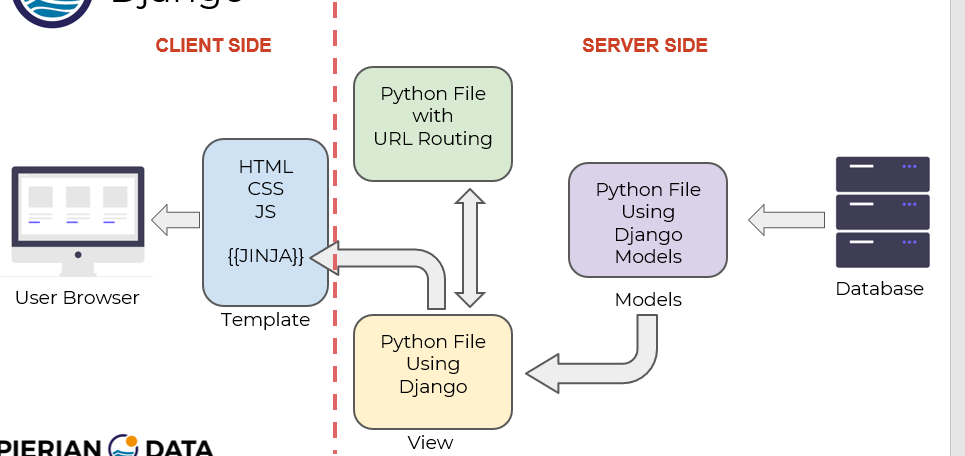 Django
CLIENT SIDE
SERVER SIDE
Python File
with
URL Routing
HTML
CSS
JS
{{JINJA}}
Python File
Using
Django
Models
User Browser
Template
Models
Database
Python File
Using
Django
View
PIERIAN DATA